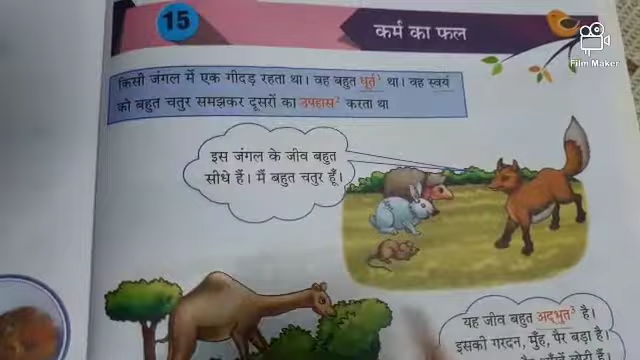 15
कर्म का फल
Film Maker
किसी जंगल में एक गीदड़ रहता था। वह बहुत धूर्त¹ था। वह स्वयं
को बहुत चतुर समझकर दूसरों का उपहास² करता था
इस जंगल के जीव बहुत
सीधे हैं। मैं बहुत चतुर हूँ।
यह जीव बहुत अद्भुत³ है।
इसकी गरदन, मुँह, पैर बड़ा है।